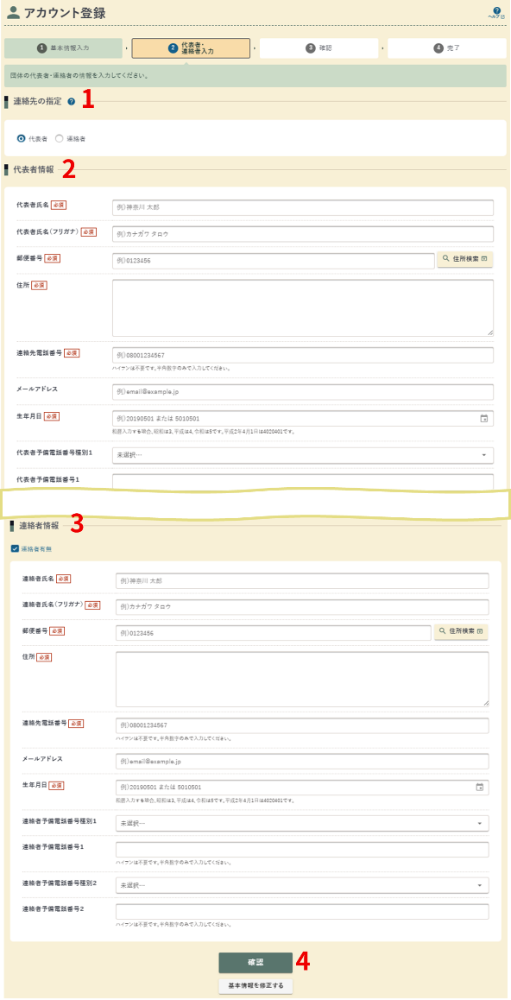 アカウント登録
ヘルプ
1 基本情報入力
2 代表者・
連絡者入力
3 確認
4 完了
団体の代表者・連絡者の情報を入力してください。
連絡先の指定 ? 1
代表者 連絡者
代表者情報 2
代表者氏名 必須 例)神奈川 太郎
代表者氏名(フリガナ) 必須 例)カナガワ タロウ
郵便番号 必須 例)0123456 住所検索
住所 必須
連絡先電話番号 必須 例)08001234567
ハイフンは不要です。半角数字のみで入力してください。
メールアドレス 例)email@example.jp
生年月日 必須 例)20190501 または 5010501
和暦入力する場合、昭和は3、平成は4、令和は5です。平成2年4月1日は4020401です。
代表者予備電話番号種別1 未選択…
代表者予備電話番号1
連絡者情報 3
連絡者有無
連絡者氏名 必須 例)神奈川 太郎
連絡者氏名(フリガナ) 必須 例)カナガワ タロウ
郵便番号 必須 例)0123456 住所検索
住所 必須
連絡先電話番号 必須 例)08001234567
ハイフンは不要です。半角数字のみで入力してください。
メールアドレス 例)email@example.jp
生年月日 必須 例)20190501 または 5010501
和暦入力する場合、昭和は3、平成は4、令和は5です。平成2年4月1日は4020401です。
連絡者予備電話番号種別1 未選択…
連絡者予備電話番号1
ハイフンは不要です。半角数字のみで入力してください。
連絡者予備電話番号種別2 未選択…
連絡者予備電話番号2
ハイフンは不要です。半角数字のみで入力してください。
確認 4
基本情報を修正する